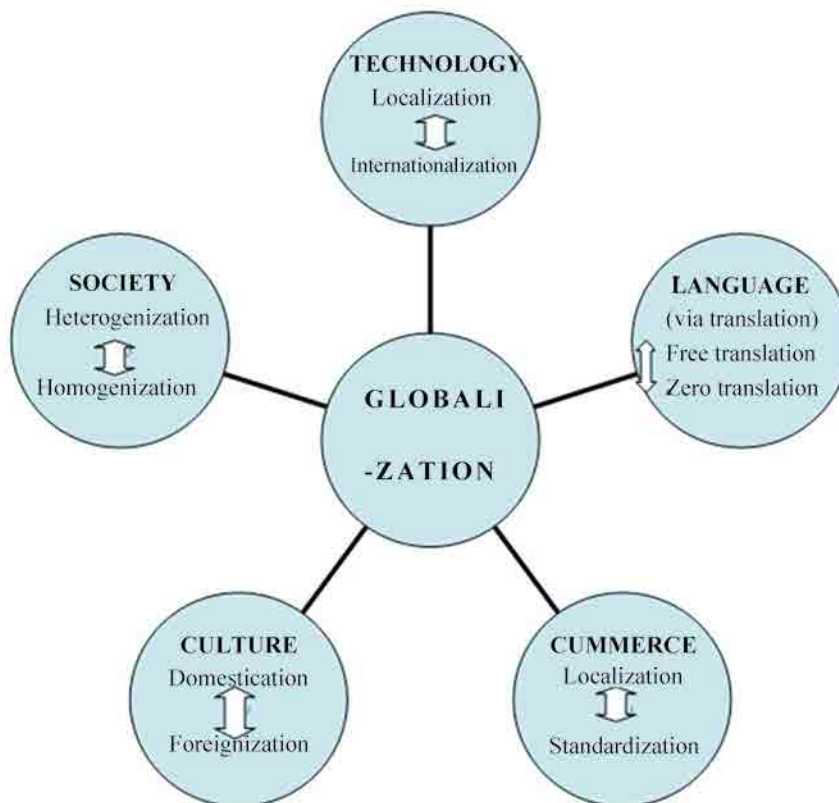 TECHNOLOGY
Localization
Internationalization
SOCIETY
Heterogenization
Homogenization
LANGUAGE
(via translation)
Free translation
Zero translation
GLOBALI
-ZATION
CULTURE
Domestication
Foreignization
CUMMERCE
Localization
Standardization